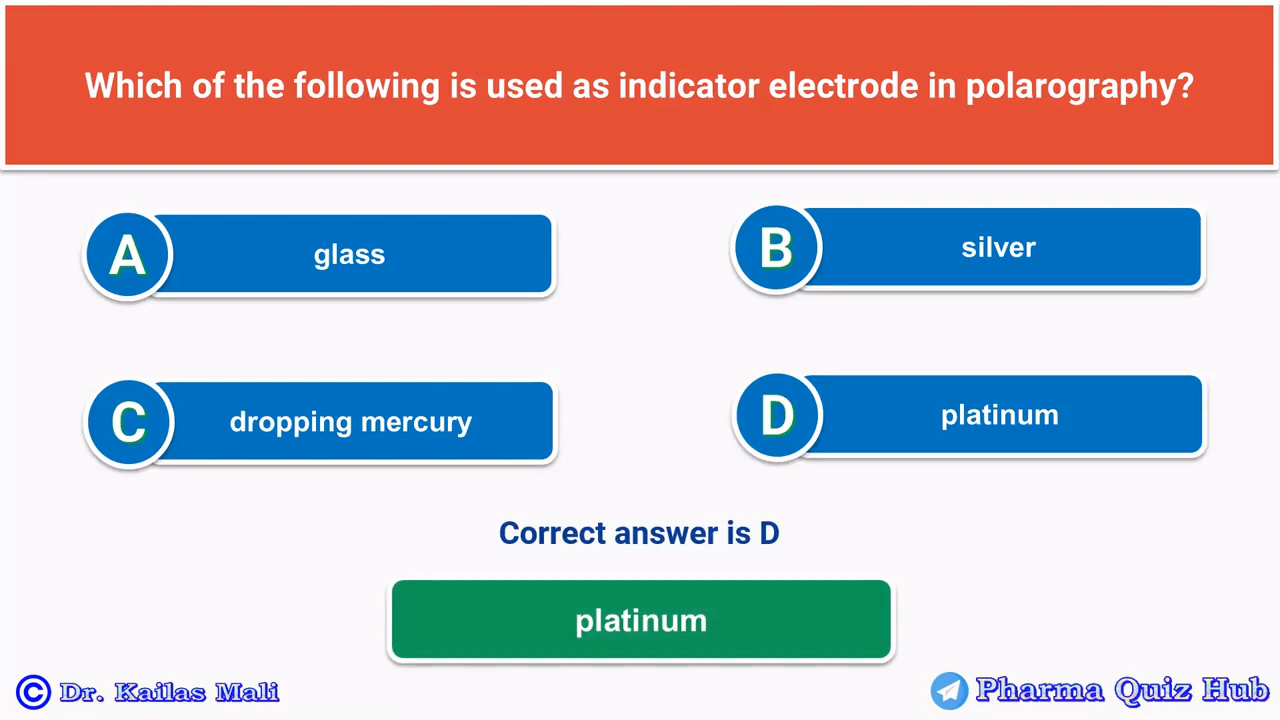 Which of the following is used as indicator electrode in polarography?
A glass
B silver
C dropping mercury
D platinum
Correct answer is D
platinum
© Dr. Kailas Mali
Pharma Quiz Hub